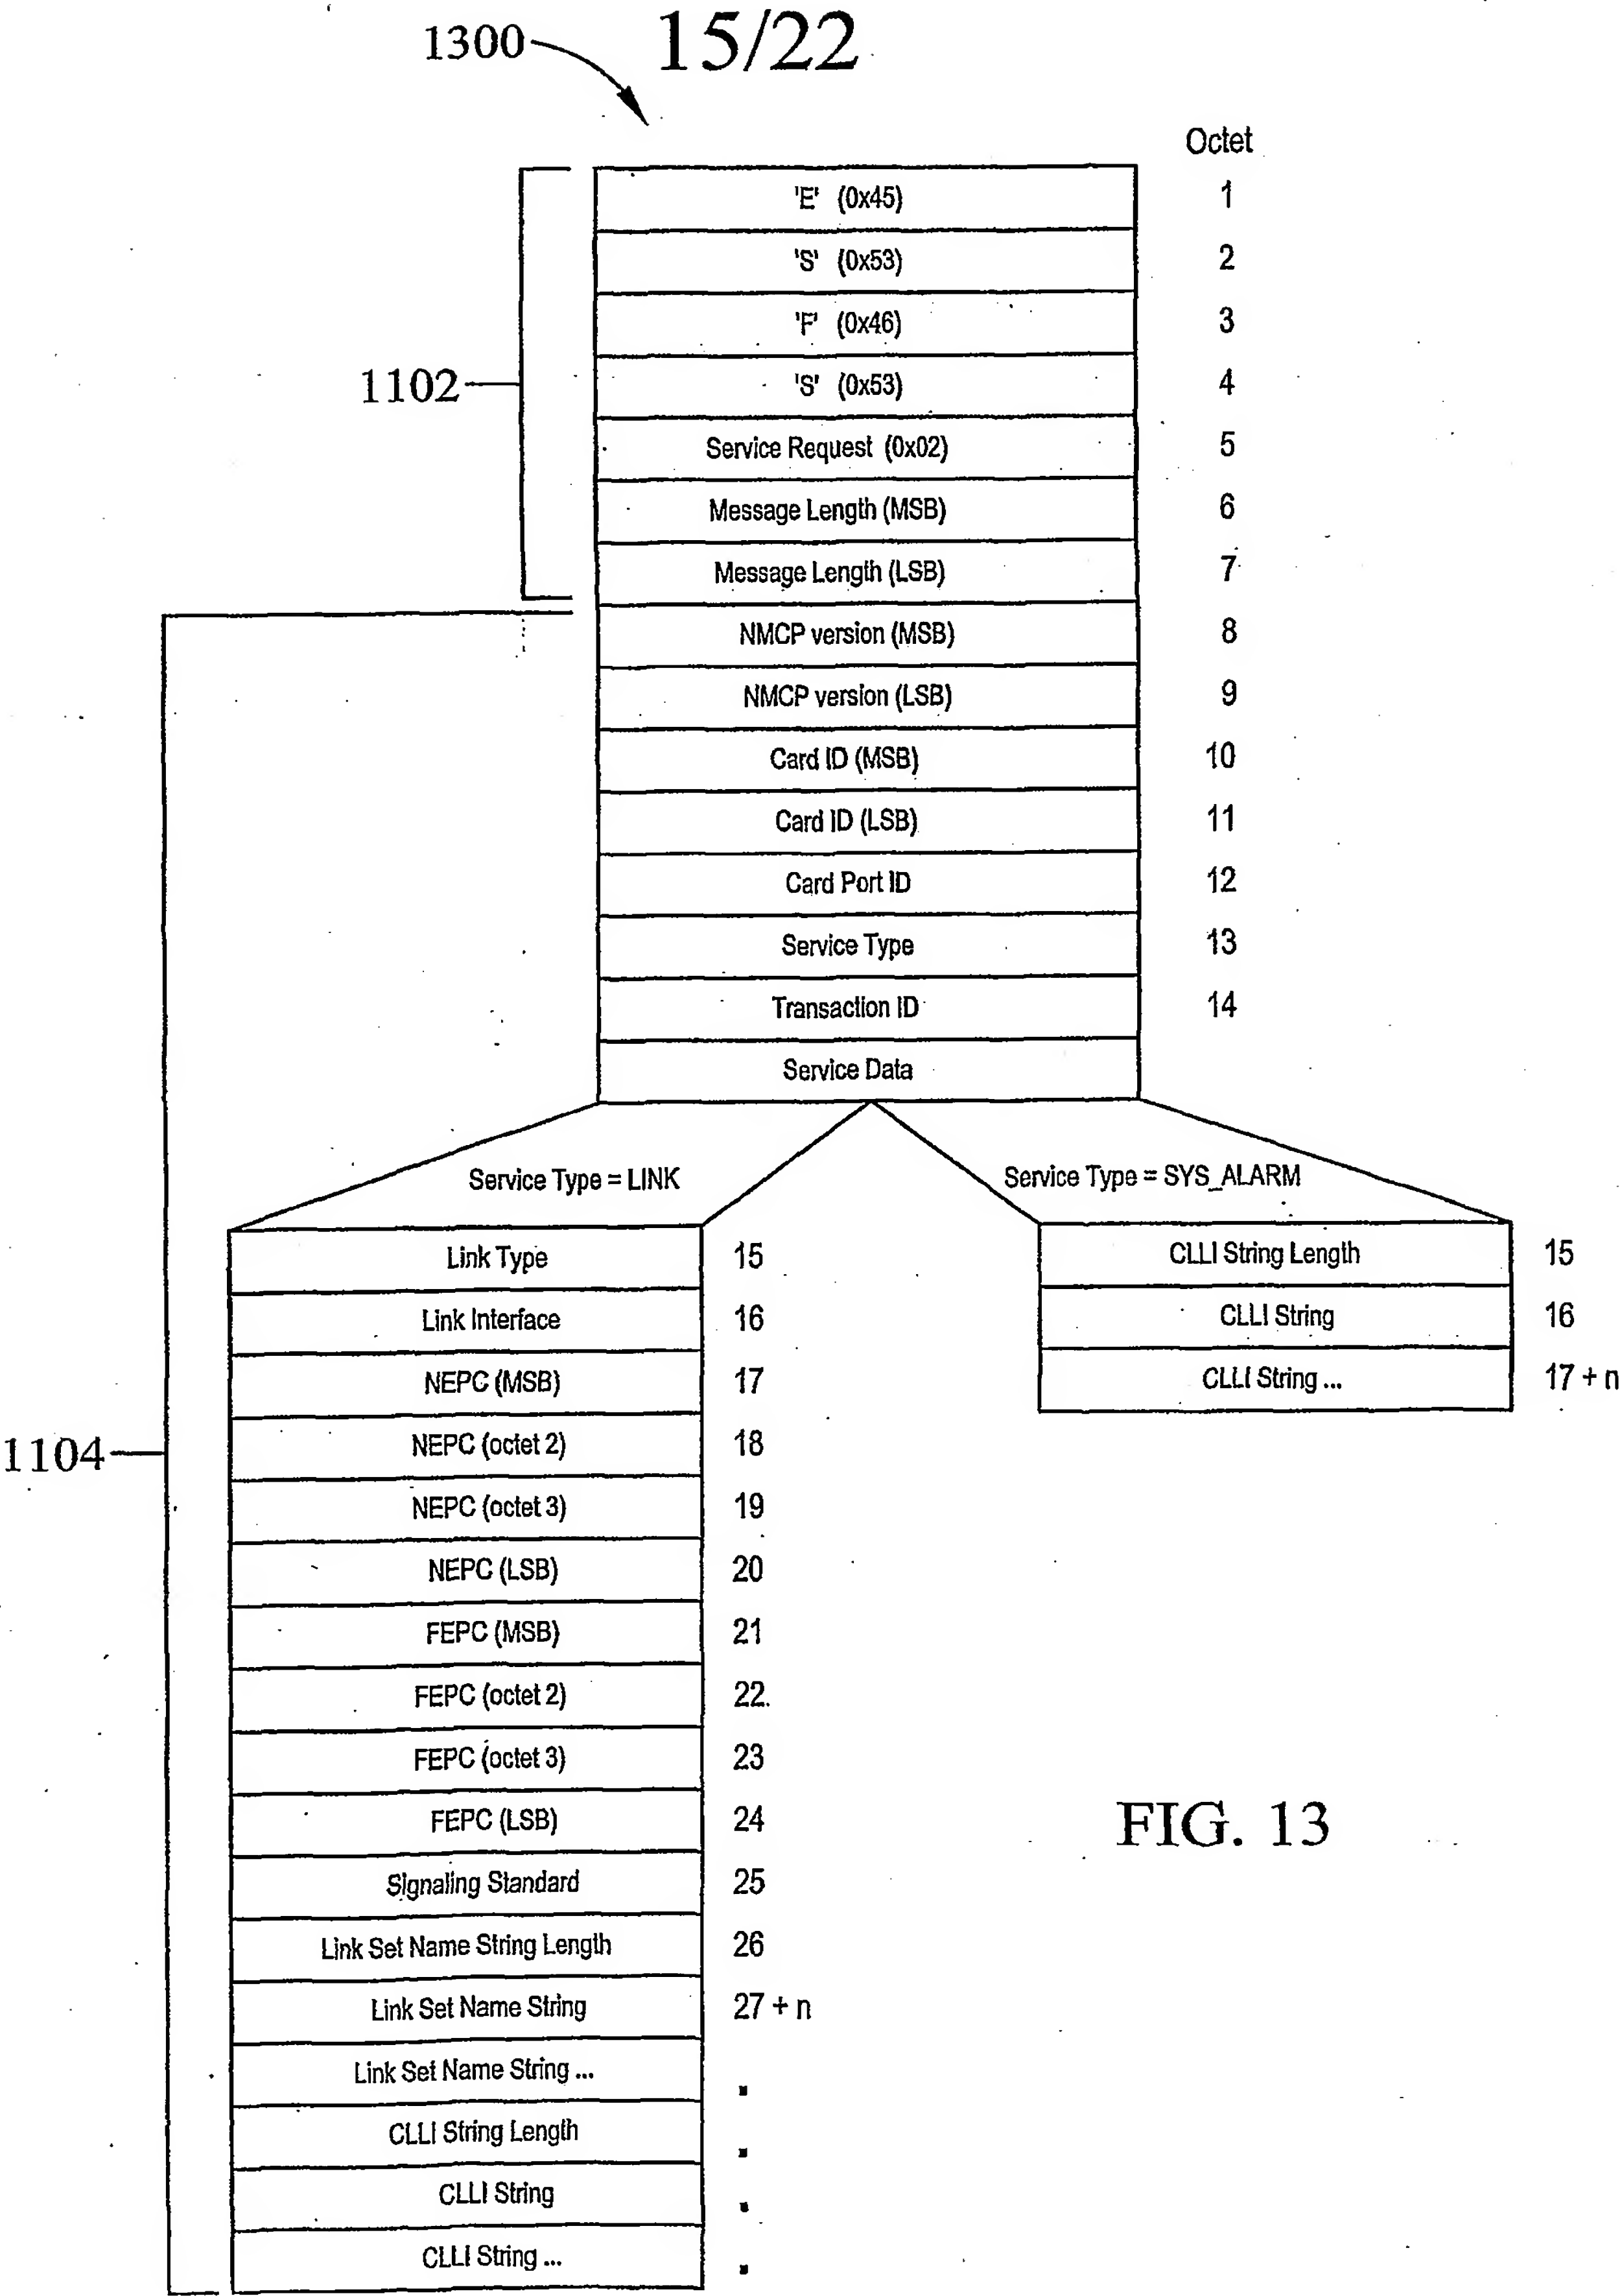 15/22
1300
Octet
'E' (0x45) 1
'S' (0x53) 2
'F' (0x46) 3
1102
'S' (0x53) 4
Service Request (0x02) 5
Message Length (MSB) 6
Message Length (LSB) 7
NMCP version (MSB) 8
NMCP version (LSB) 9
Card ID (MSB) 10
Card ID (LSB) 11
Card Port ID 12
Service Type 13
Transaction ID 14
Service Data
Service Type = LINK
Link Type 15
Link Interface 16
NEPC (MSB) 17
1104
NEPC (octet 2) 18
NEPC (octet 3) 19
NEPC (LSB) 20
FEPC (MSB) 21
FEPC (octet 2) 22
FEPC (octet 3) 23
FEPC (LSB) 24
Signaling Standard 25
Link Set Name String Length 26
Link Set Name String 27 + n
Link Set Name String ... .
CLLI String Length .
CLLI String .
CLLI String ... .
Service Type = SYS_ALARM
CLLI String Length 15
CLLI String 16
CLLI String ... 17 + n
FIG. 13